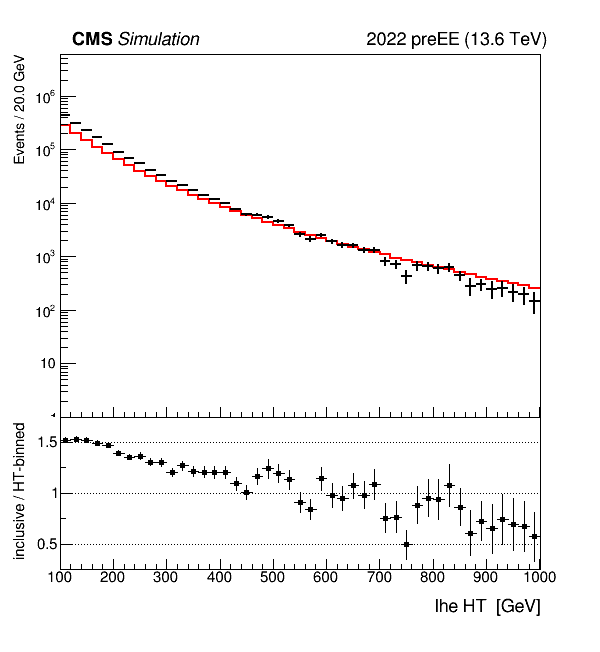 CMS Simulation 2022 preEE (13.6 TeV)
Events / 20.0 GeV
10^6
10^5
10^4
10^3
10^2
10
inclusive / HT-binned
1.5
1
0.5
100 200 300 400 500 600 700 800 900 1000
lhe HT [GeV]